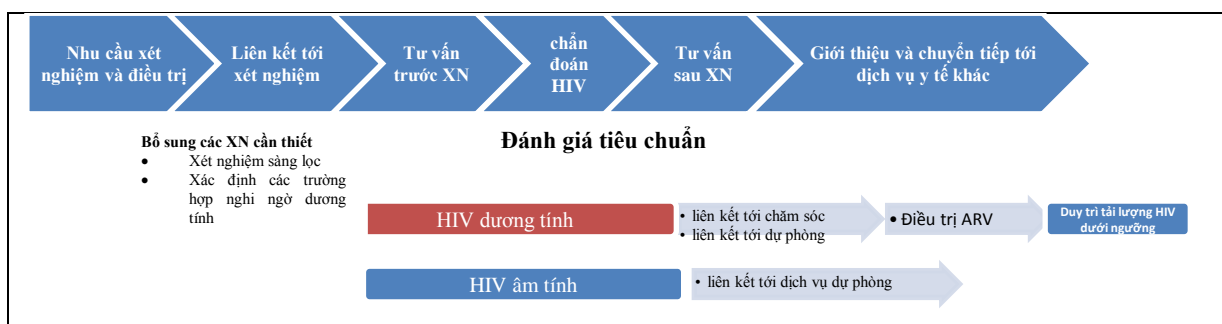 Nhu cầu xét
nghiệm và điều trị
Liên kết tới
xét nghiệm
Tư vấn
trước XN
chẩn
đoán
HIV
Tư vấn
sau XN
Giới thiệu và chuyển tiếp tới
dịch vụ y tế khác
Bổ sung các XN cần thiết
• Xét nghiệm sàng lọc
• Xác định các trường
hợp nghi ngờ dương
tính
Đánh giá tiêu chuẩn
HIV dương tính
• liên kết tới chăm sóc
• liên kết tới dự phòng
• Điều trị ARV
Duy trì tải lượng HIV
dưới ngưỡng
HIV âm tính
• liên kết tới dịch vụ dự phòng